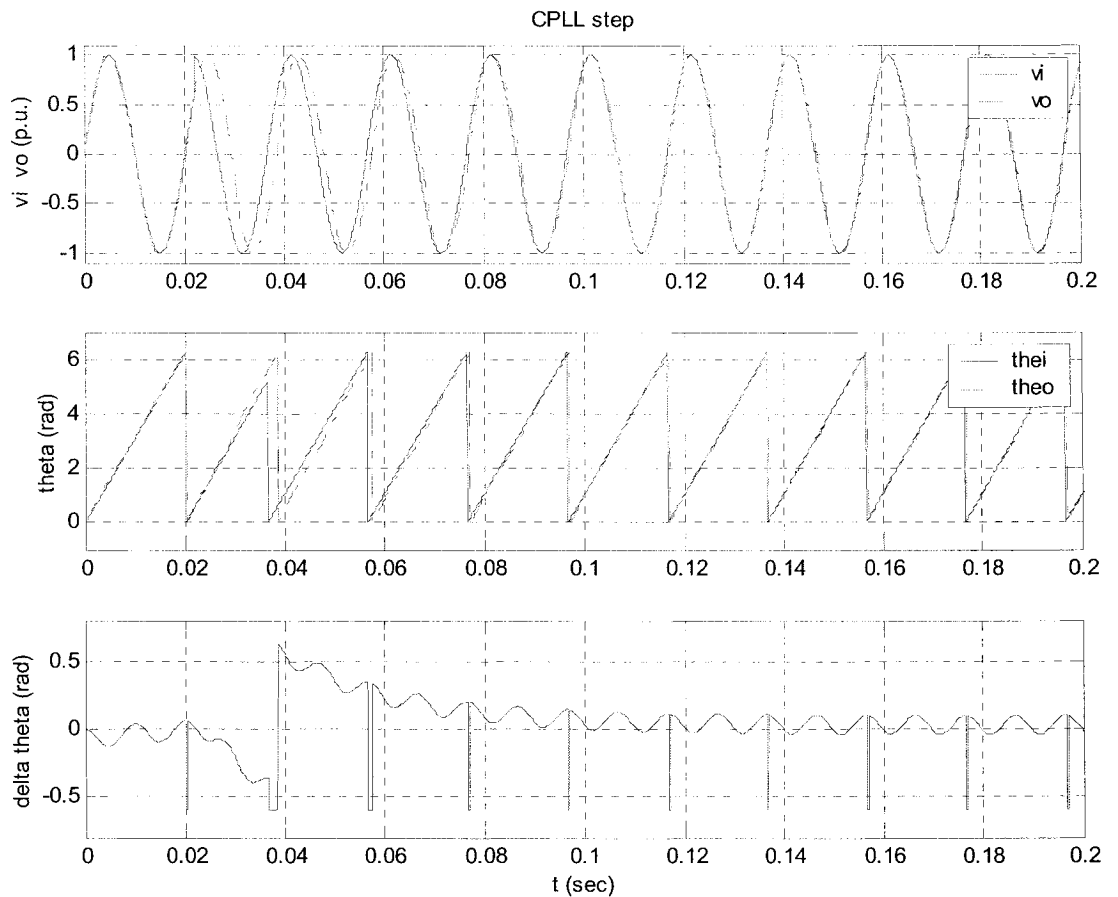 CPLL step
vi vo (p.u.)
1
0.5
0
-0.5
-1
vi
vo
0 0.02 0.04 0.06 0.08 0.1 0.12 0.14 0.16 0.18 0.2
theta (rad)
6
4
2
0
thei
theo
0 0.02 0.04 0.06 0.08 0.1 0.12 0.14 0.16 0.18 0.2
delta theta (rad)
0.5
0
-0.5
0 0.02 0.04 0.06 0.08 0.1 0.12 0.14 0.16 0.18 0.2
t (sec)